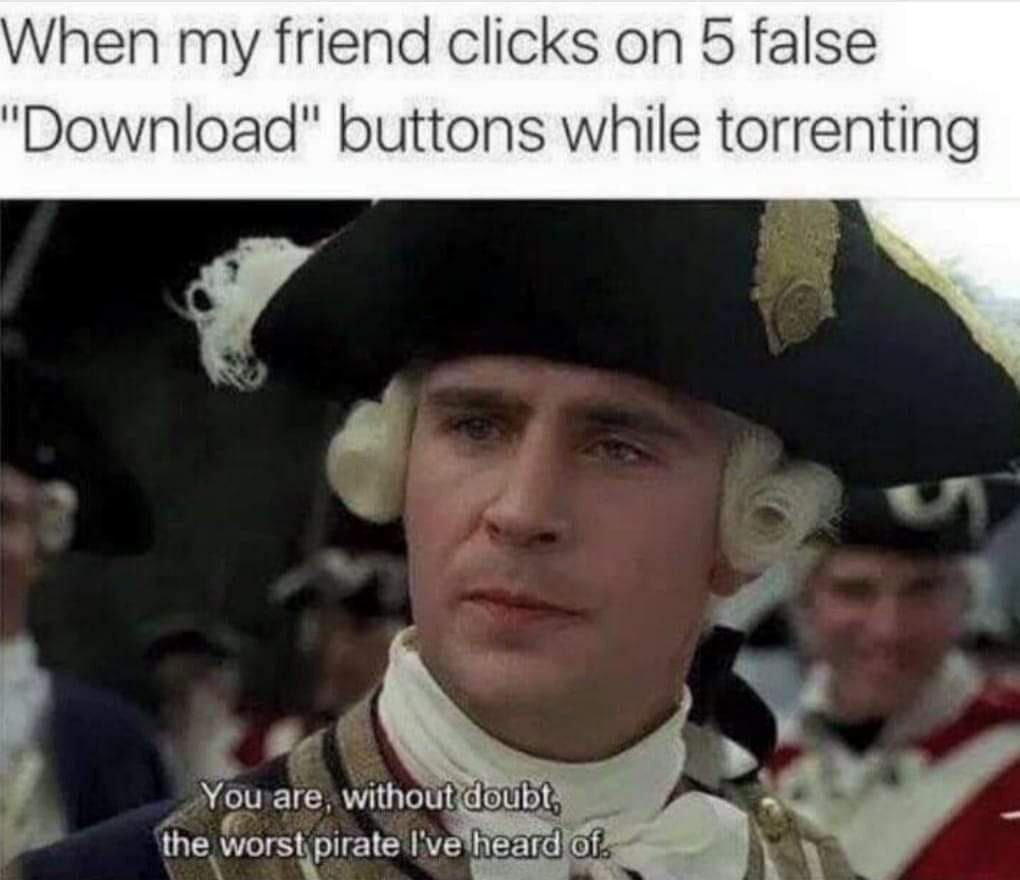 When my friend clicks on 5 false
"Download" buttons while torrenting
You are, without doubt,
the worst pirate I've heard of.